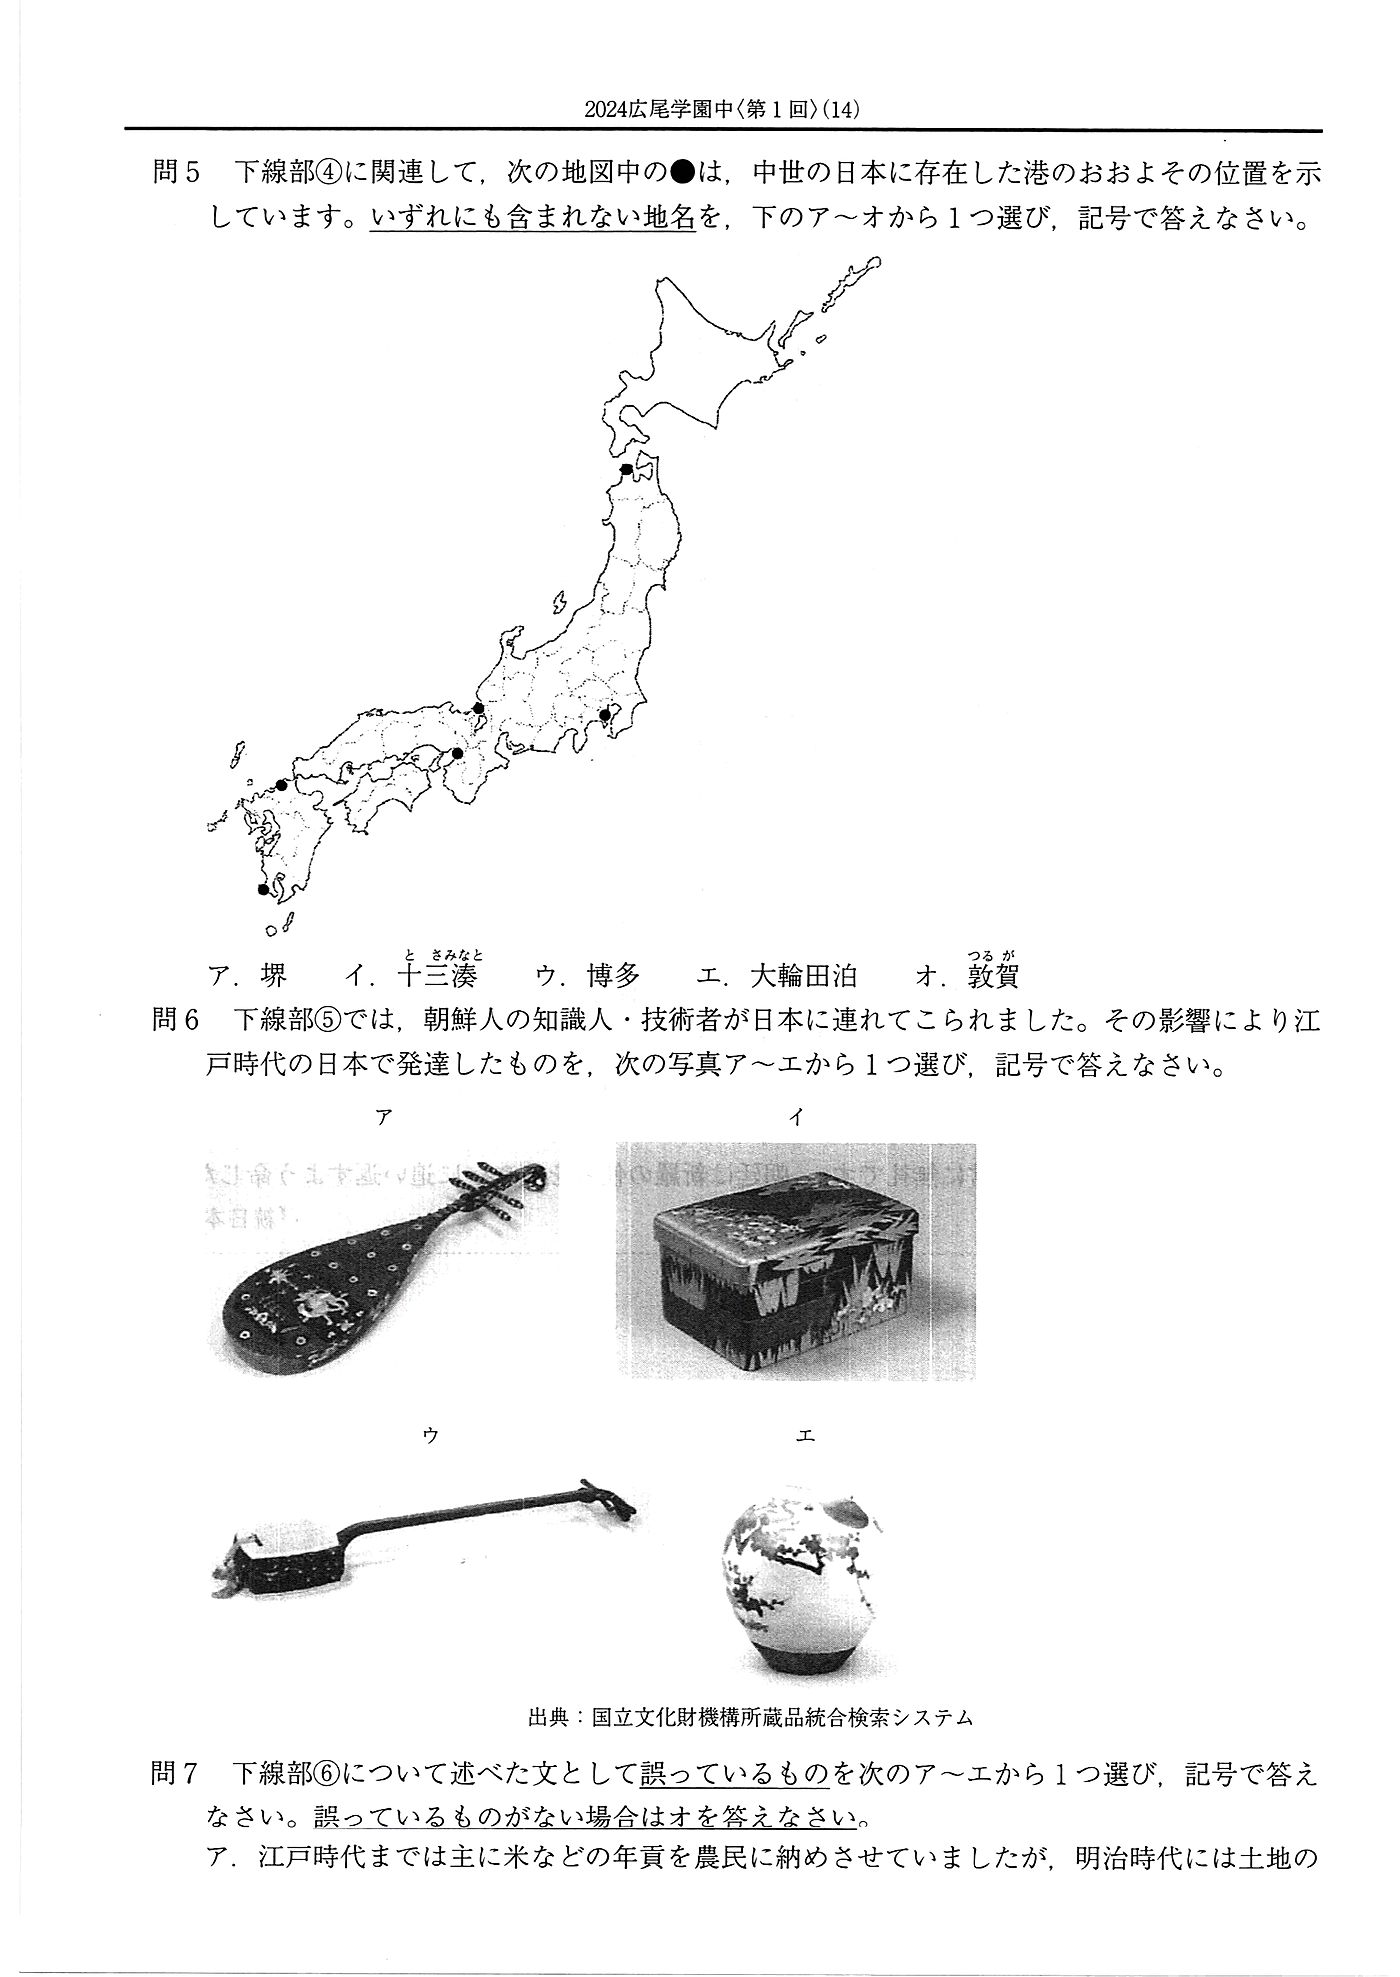 2024広尾学園中〈第1回〉(14)
問5 下線部④に関連して，次の地図中の●は，中世の日本に存在した港のおおよその位置を示
しています。いずれにも含まれない地名を，下のア～オから1つ選び，記号で答えなさい。
ア．堺 イ．十三湊 ウ．博多 エ．大輪田泊 オ．敦賀
と さみなと つる が
問6 下線部⑤では，朝鮮人の知識人・技術者が日本に連れてこられました。その影響により江
戸時代の日本で発達したものを，次の写真ア～エから1つ選び，記号で答えなさい。
ア イ
ウ エ
出典：国立文化財機構所蔵品統合検索システム
問7 下線部⑥について述べた文として誤っているものを次のア～エから1つ選び，記号で答え
なさい。誤っているものがない場合はオを答えなさい。
ア．江戸時代までは主に米などの年貢を農民に納めさせていましたが，明治時代には土地の